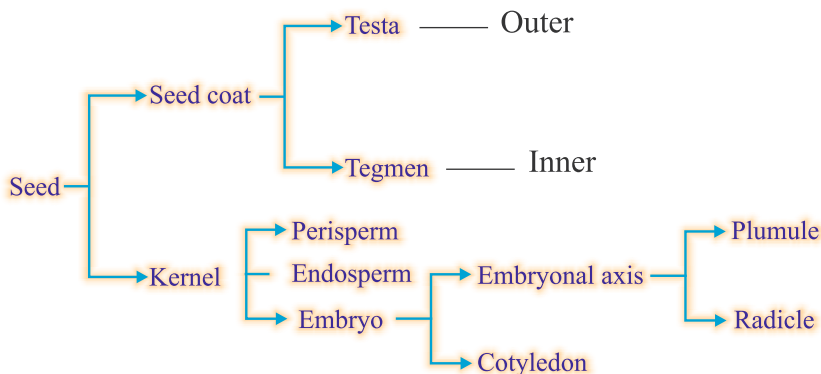 Testa Outer
Seed coat
Tegmen Inner
Seed
Perisperm Plumule
Kernel Endosperm Embryonal axis
Embryo Radicle
Cotyledon